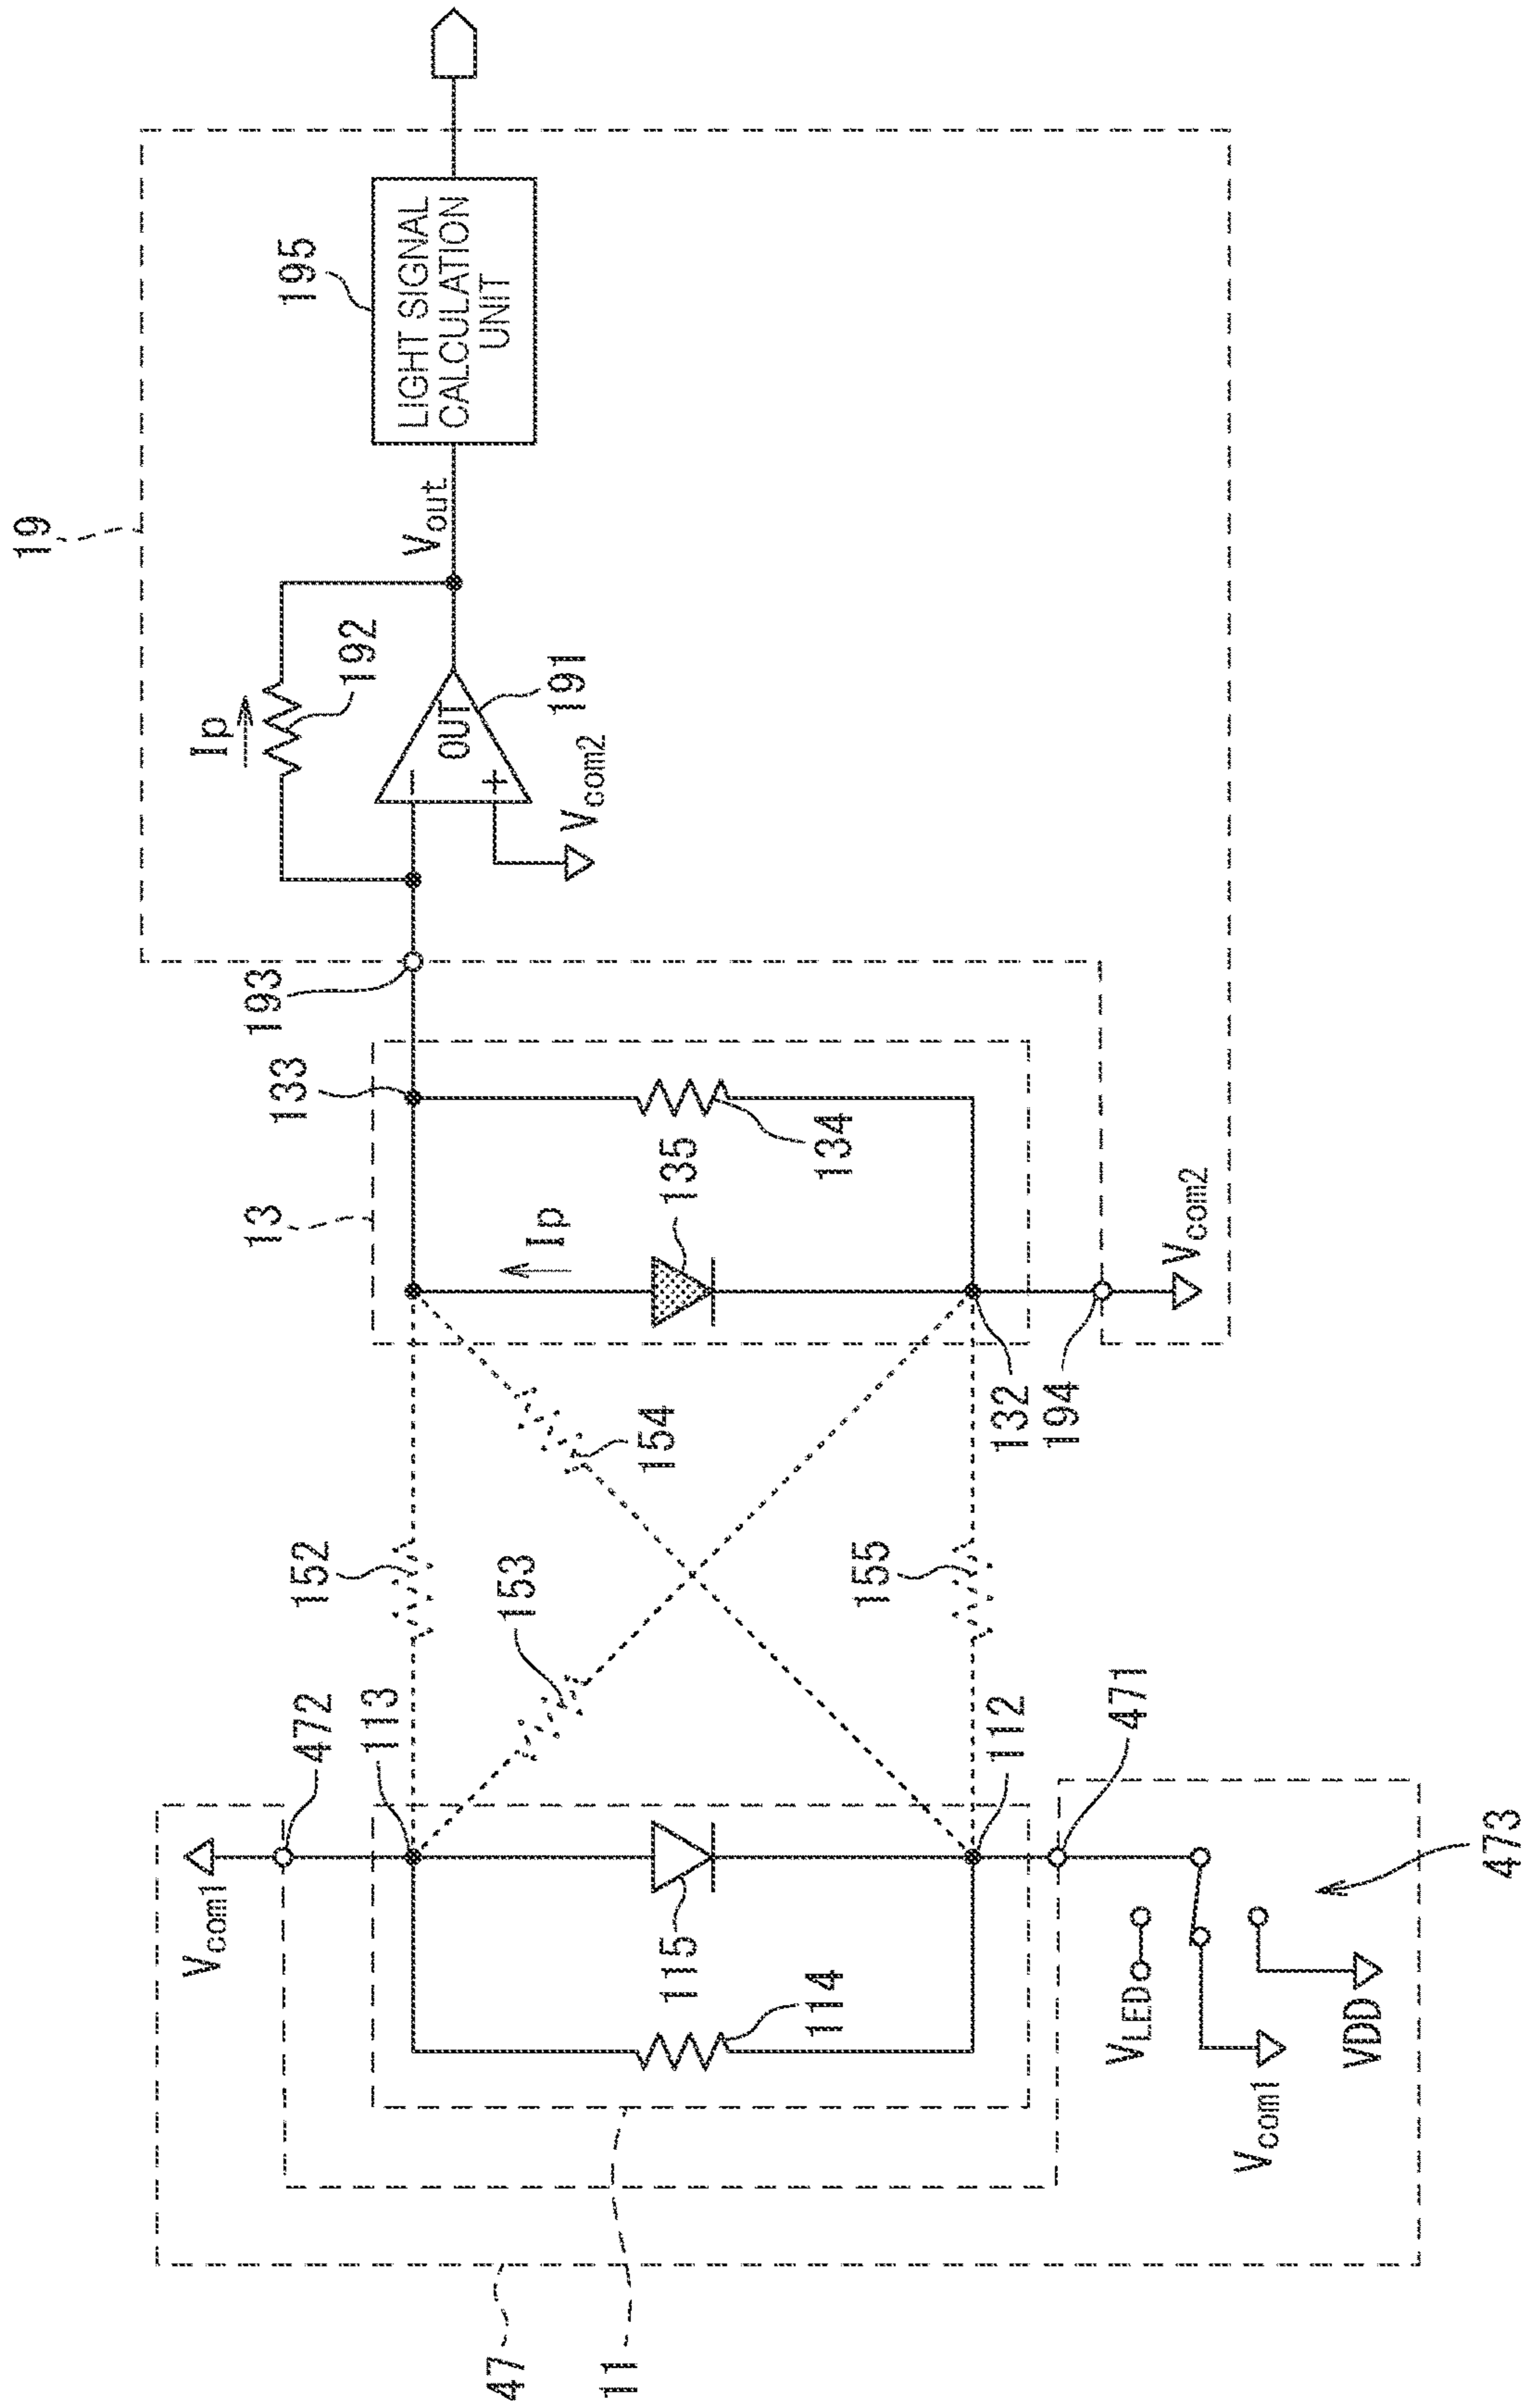 19
195
LIGHT SIGNAL
CALCULATION
UNIT
Vout
Ip
192
OUT
−
+
191
Vcom2
193
133
13
134
135
Ip
Vcom2
132
194
154
152
153
155
472
113
112
471
Vcom1
115
114
VLED
Vcom1
VDD
473
47
11